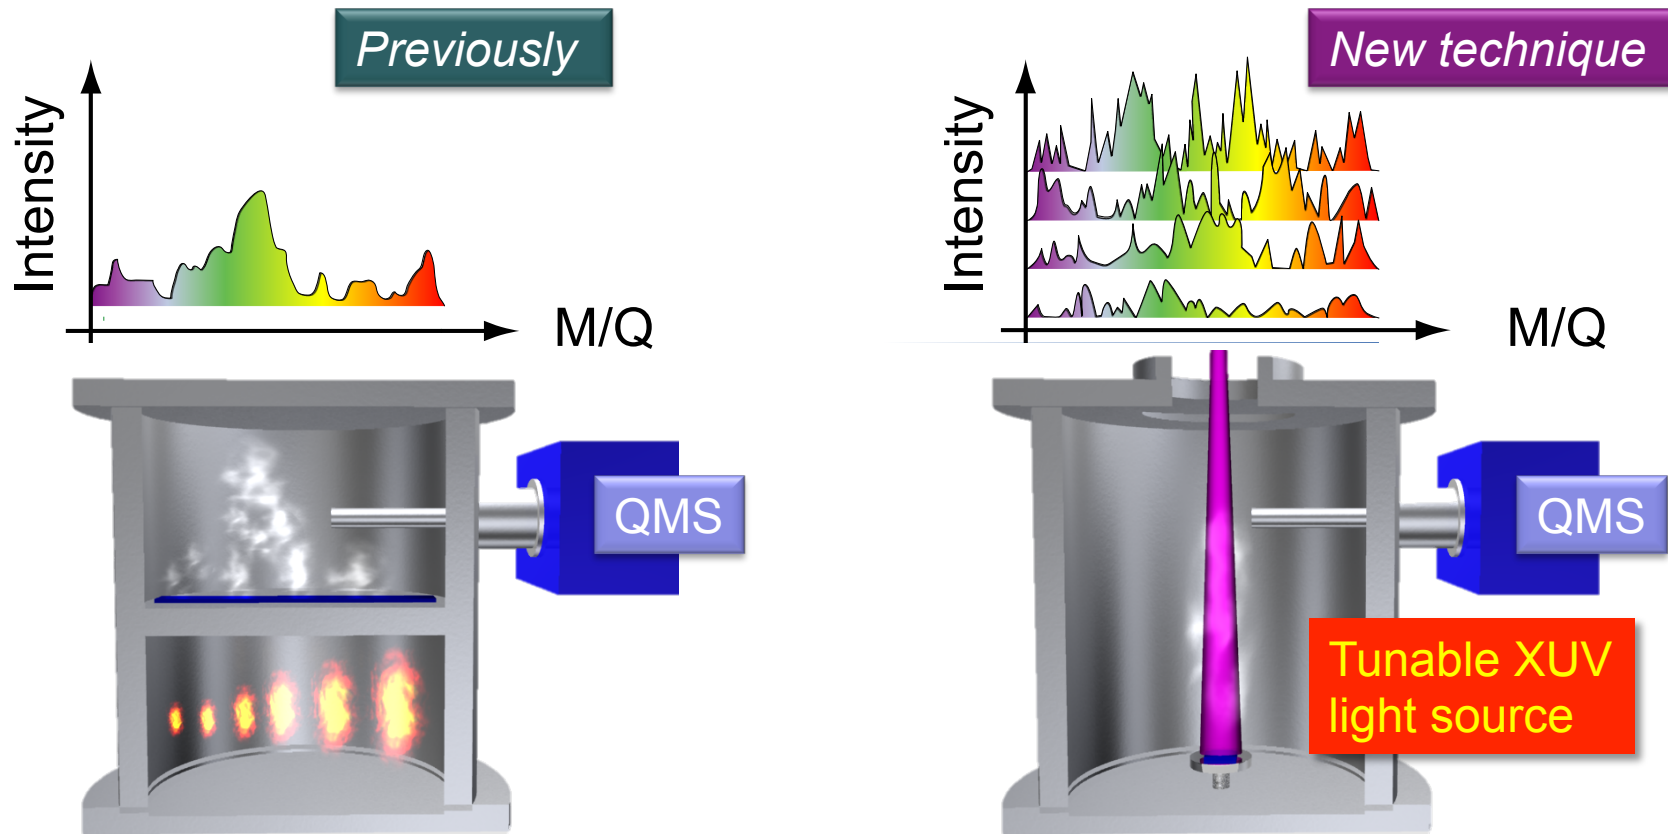 Previously
Intensity
M/Q
QMS
New technique
Intensity
M/Q
QMS
Tunable XUV
light source